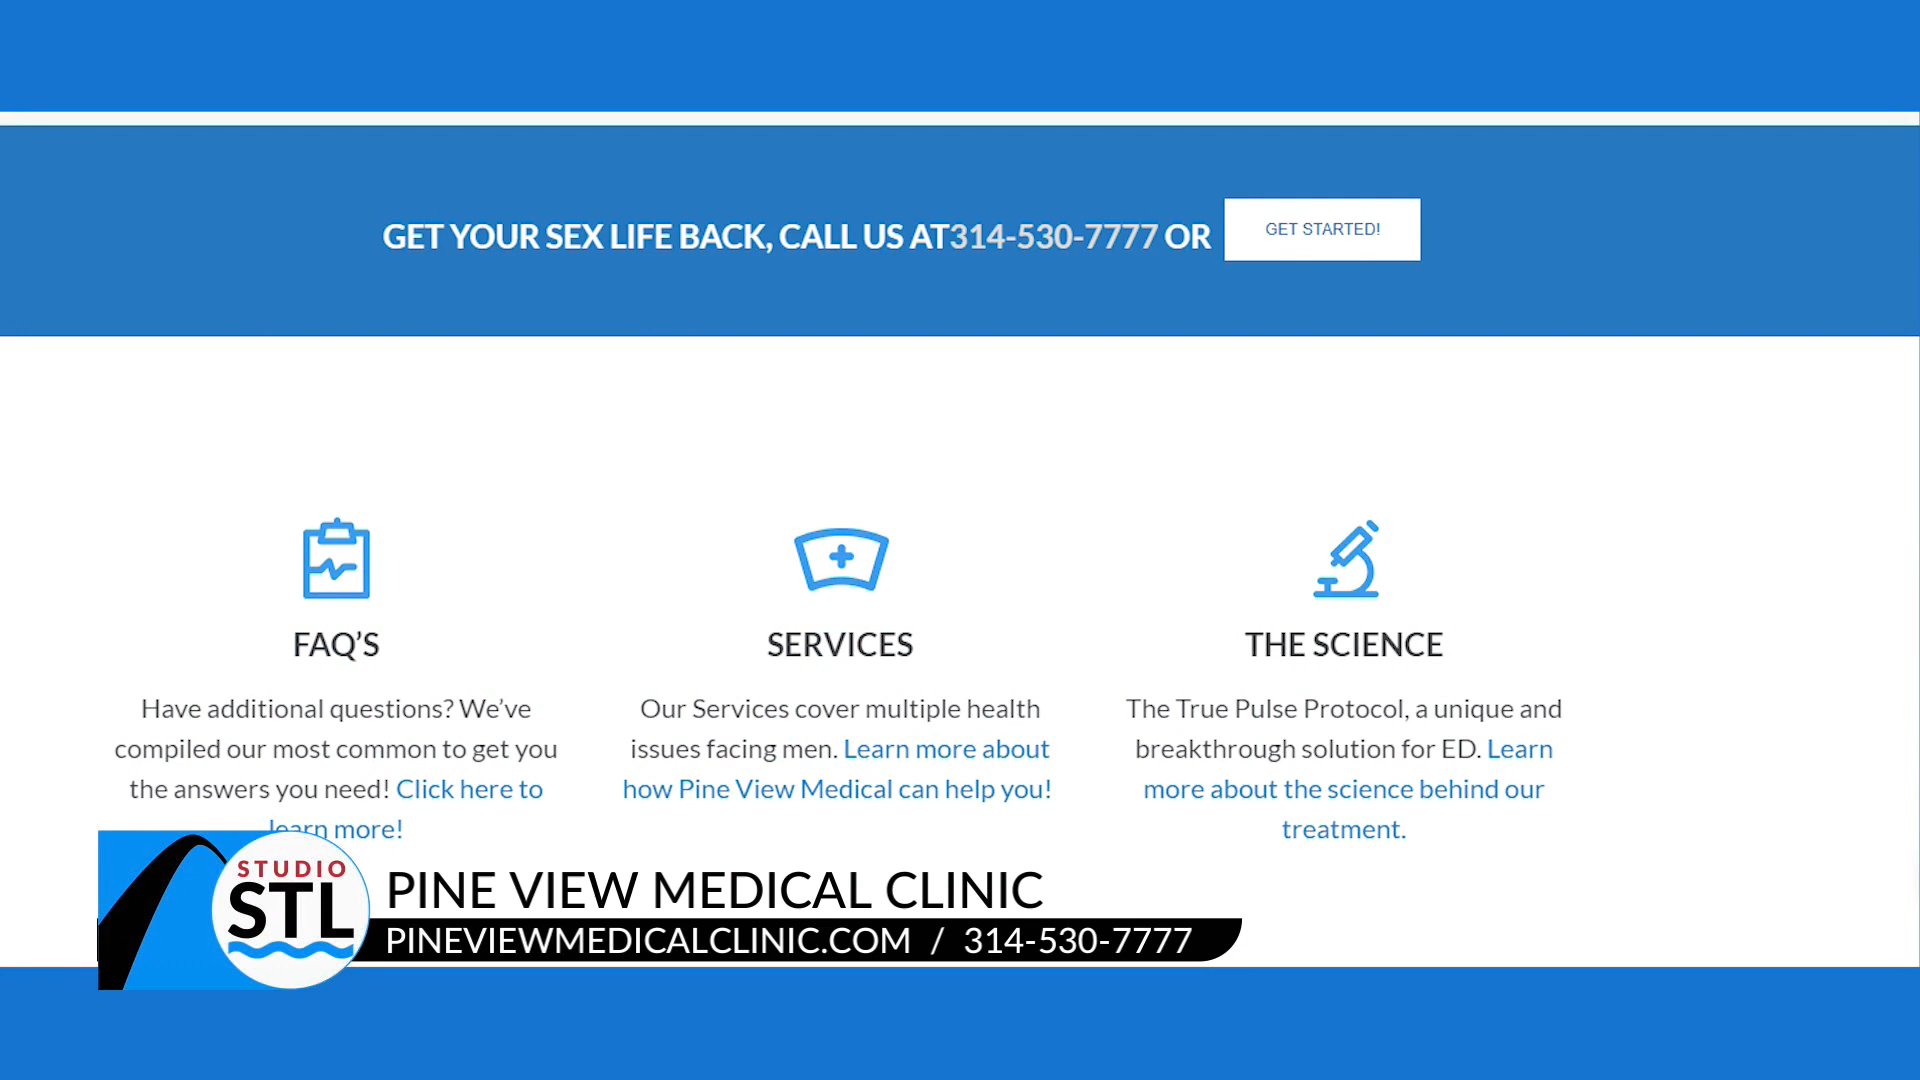 GET YOUR SEX LIFE BACK, CALL US AT314-530-7777 OR
GET STARTED!
FAQ’S
Have additional questions? We’ve
compiled our most common to get you
the answers you need! Click here to
learn more!
SERVICES
Our Services cover multiple health
issues facing men. Learn more about
how Pine View Medical can help you!
THE SCIENCE
The True Pulse Protocol, a unique and
breakthrough solution for ED. Learn
more about the science behind our
treatment.
STUDIO
STL
PINE VIEW MEDICAL CLINIC
PINEVIEWMEDICALCLINIC.COM / 314-530-7777